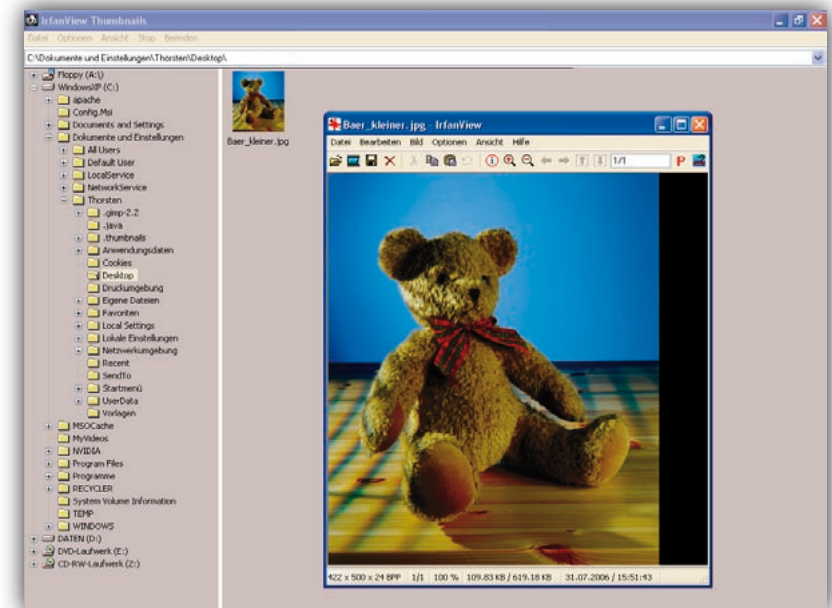 IrfanView Thumbnails
Datei Optionen Ansicht Stop Beenden
C:\Dokumente und Einstellungen\Thorsten\Desktop\
Floppy (A:\)
WindowsXP (C:)
apache
Config.Msi
Documents and Settings
Dokumente und Einstellungen
All Users
Default User
LocalService
NetworkService
Thorsten
.gimp-2.2
.java
.thumbnails
Anwendungsdaten
Cookies
Desktop
Druckumgebung
Eigene Dateien
Favoriten
Local Settings
Lokale Einstellungen
Netzwerkumgebung
Recent
SendTo
Startmenü
UserData
Vorlagen
MSOCache
MyVideos
NVIDIA
Program Files
Programme
RECYCLER
System Volume Information
TEMP
WINDOWS
DATEN (D:)
DVD-Laufwerk (E:)
CD-RW-Laufwerk (Z:)
Baer_kleiner.jpg
Baer_kleiner.jpg - IrfanView
Datei Bearbeiten Bild Optionen Ansicht Hilfe
1/1
P
422 x 500 x 24 BPP 1/1 100 % 109.83 KB / 619.18 KB 31.07.2006 / 15:51:43